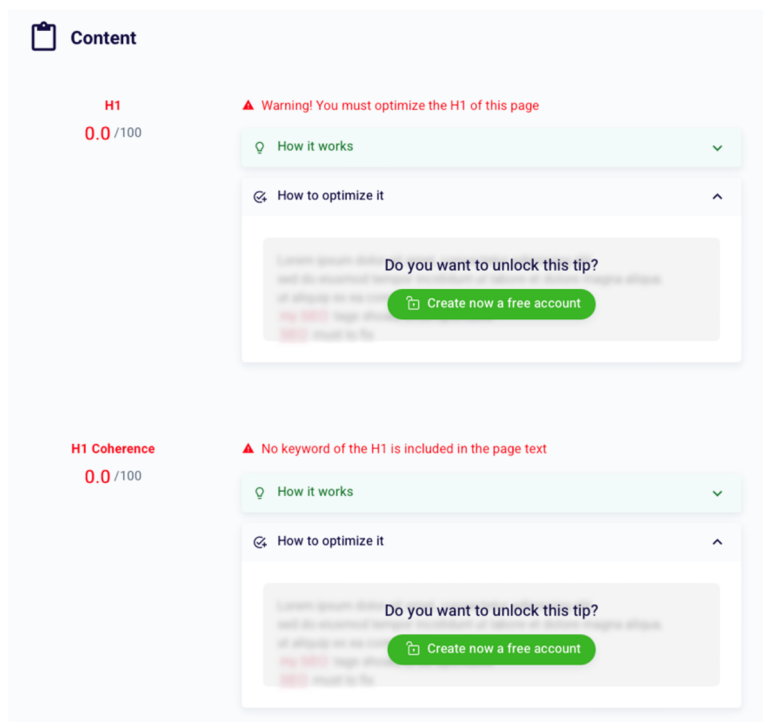 Content
H1
0.0 /100
Warning! You must optimize the H1 of this page
How it works
How to optimize it
Do you want to unlock this tip?
Create now a free account
H1 Coherence
0.0 /100
No keyword of the H1 is included in the page text
How it works
How to optimize it
Do you want to unlock this tip?
Create now a free account